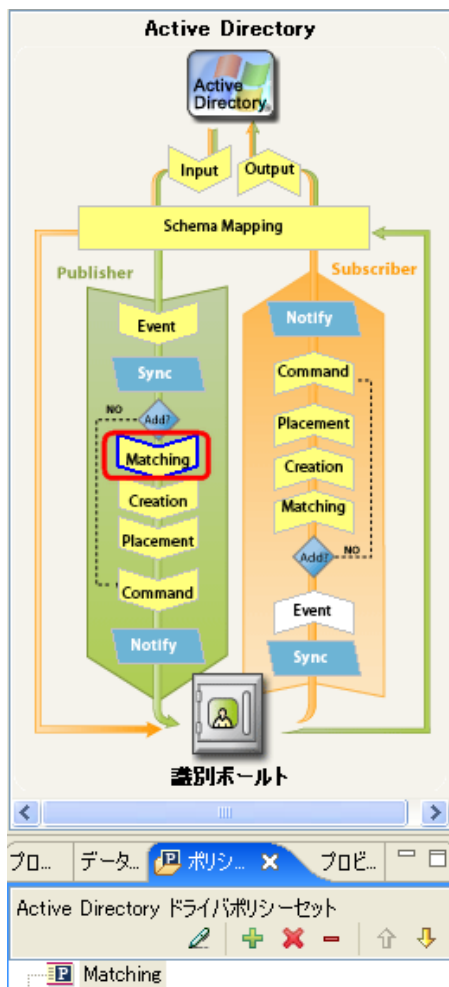 Active Directory
Active
Directory
Input
Output
Schema Mapping
Publisher
Subscriber
Event
Sync
NO
Add?
Matching
Creation
Placement
Command
Notify
Notify
Command
Placement
Creation
Matching
Add?
NO
Event
Sync
識別ボールト
プロ... データ... ポリシ... プロビ...
Active Directory ドライバポリシーセット
Matching